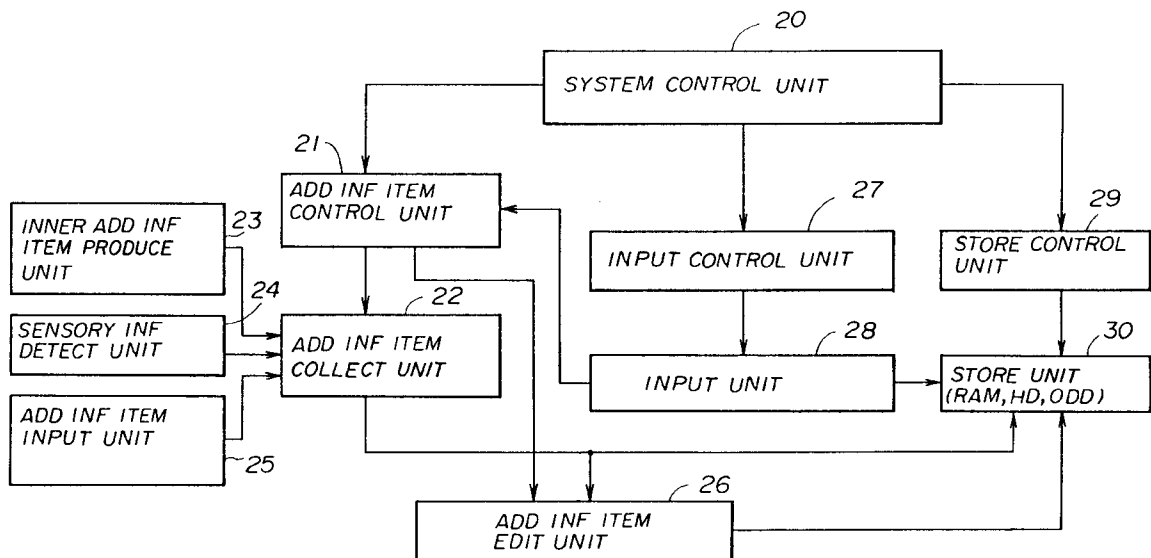 20
SYSTEM CONTROL UNIT
21
ADD INF ITEM
CONTROL UNIT
27
INPUT CONTROL UNIT
29
STORE CONTROL
UNIT
INNER ADD INF
ITEM PRODUCE
UNIT
23
24
SENSORY INF
DETECT UNIT
22
ADD INF ITEM
COLLECT UNIT
28
INPUT UNIT
30
STORE UNIT
(RAM,HD,ODD)
ADD INF ITEM
INPUT UNIT
25
26
ADD INF ITEM
EDIT UNIT